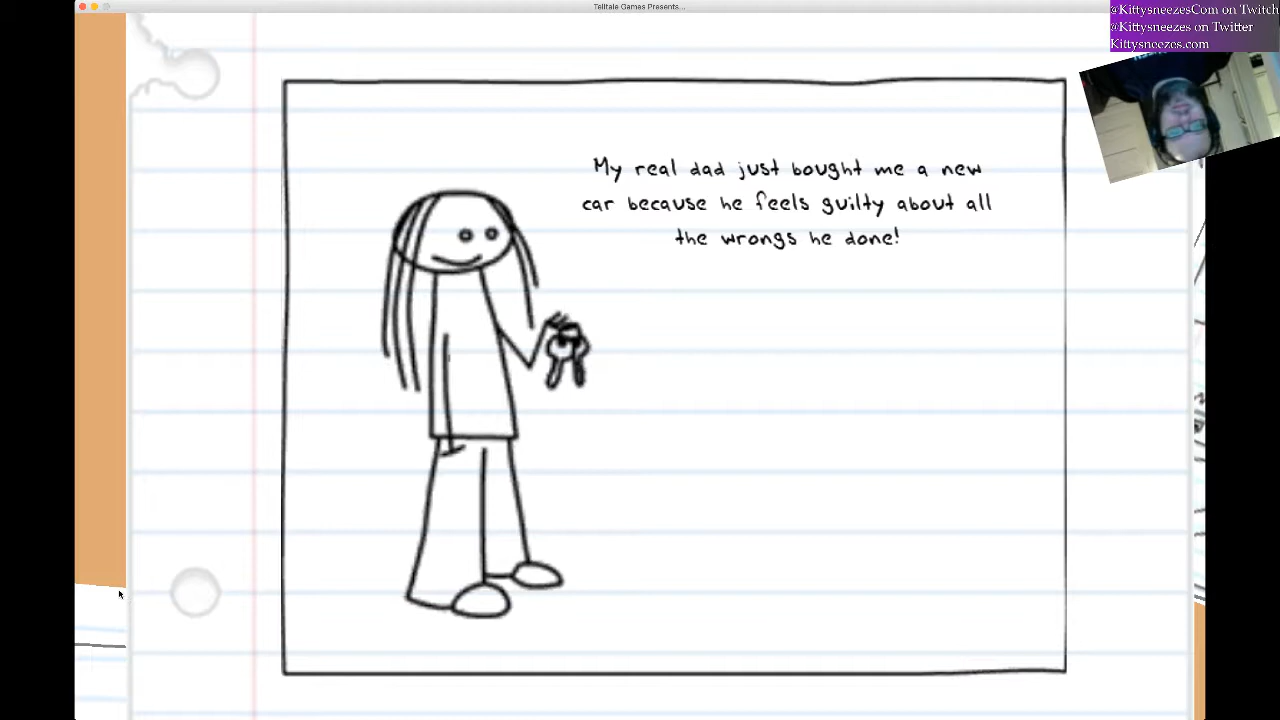 Telltale Games Presents...
@KittysneezesCom on Twitch
@Kittysneezes on Twitter
Kittysneezes.com
My real dad just bought me a new
car because he feels guilty about all
the wrongs he done!